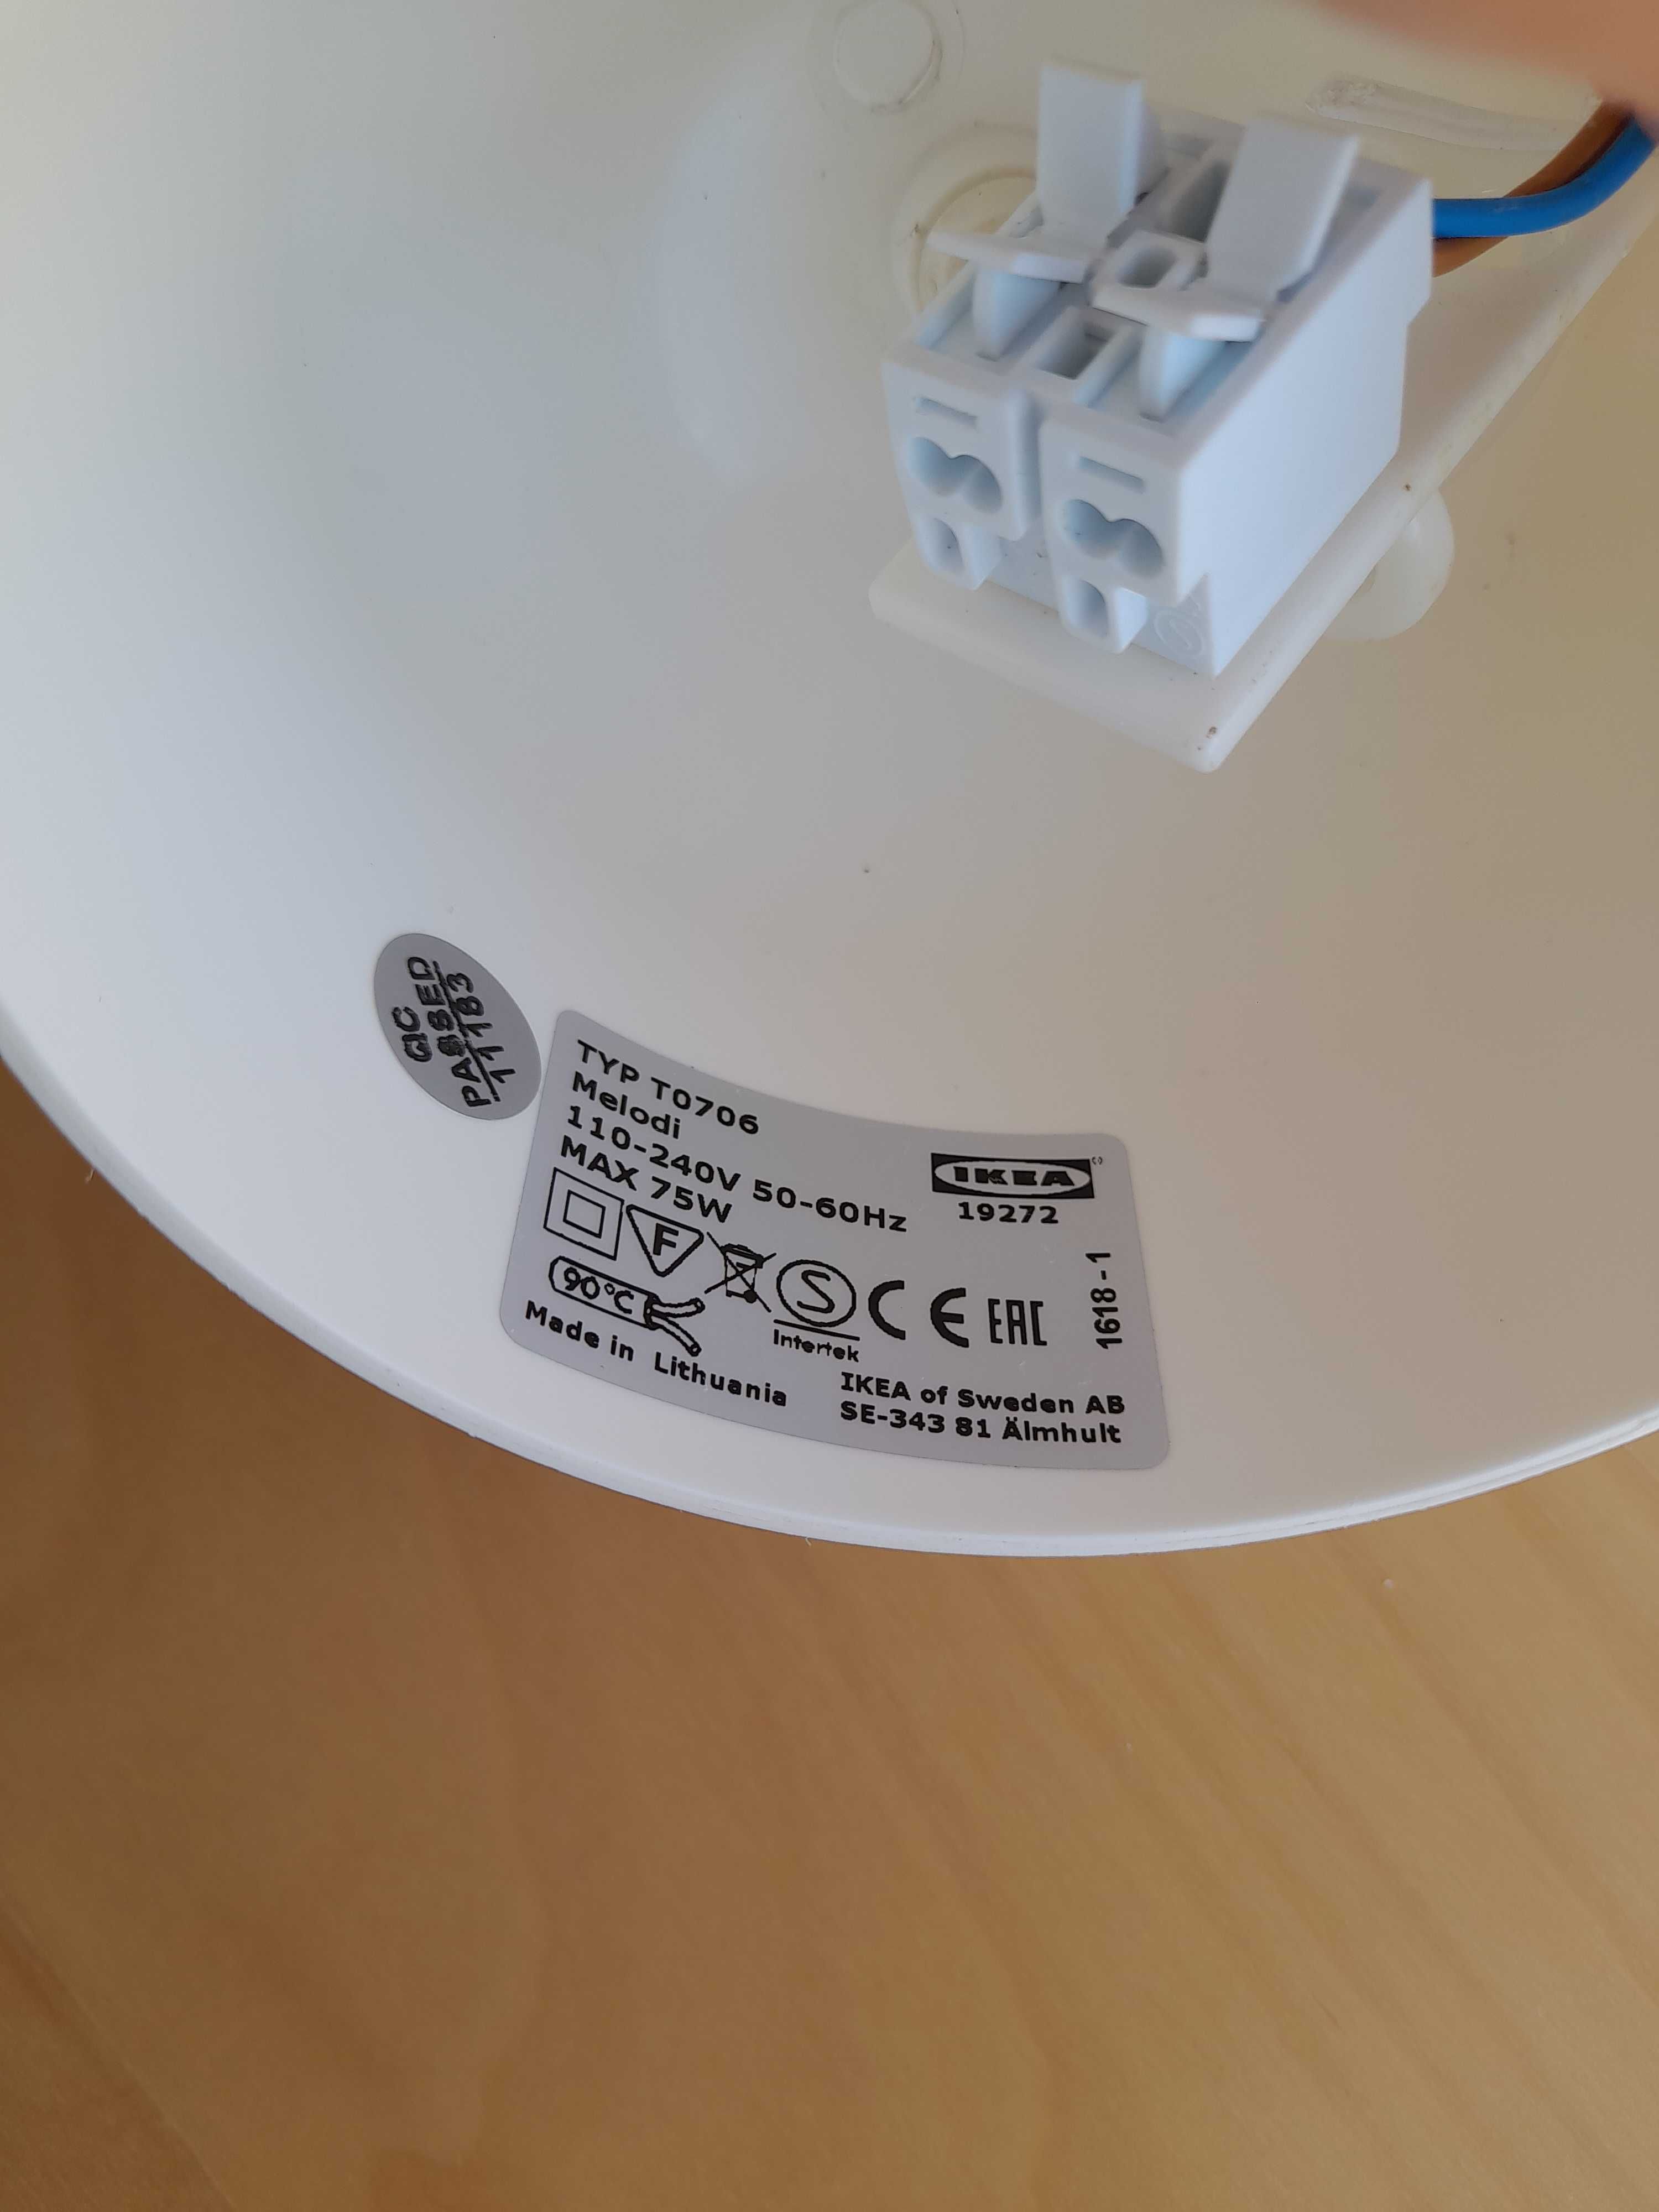 QC
PASSED
11183
TYP T0706
Melodi
110-240V 50-60Hz
MAX 75W
IKEA
19272
F
S
Intertek
CE
EAC
1618-1
90°C
Made in Lithuania
IKEA of Sweden AB
SE-343 81 Älmhult